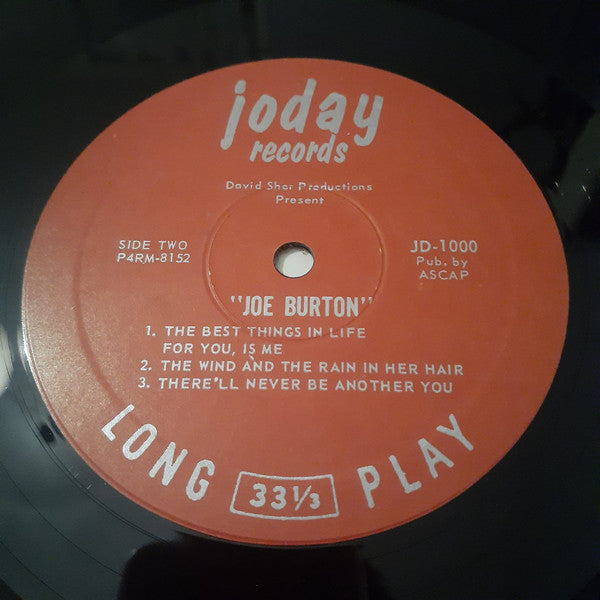 joday
records
David Shor Productions
Present
SIDE TWO
P4RM-8152
JD-1000
Pub. by
ASCAP
"JOE BURTON"
1. THE BEST THINGS IN LIFE
FOR YOU, IS ME
2. THE WIND AND THE RAIN IN HER HAIR
3. THERE'LL NEVER BE ANOTHER YOU
LONG 33⅓ PLAY